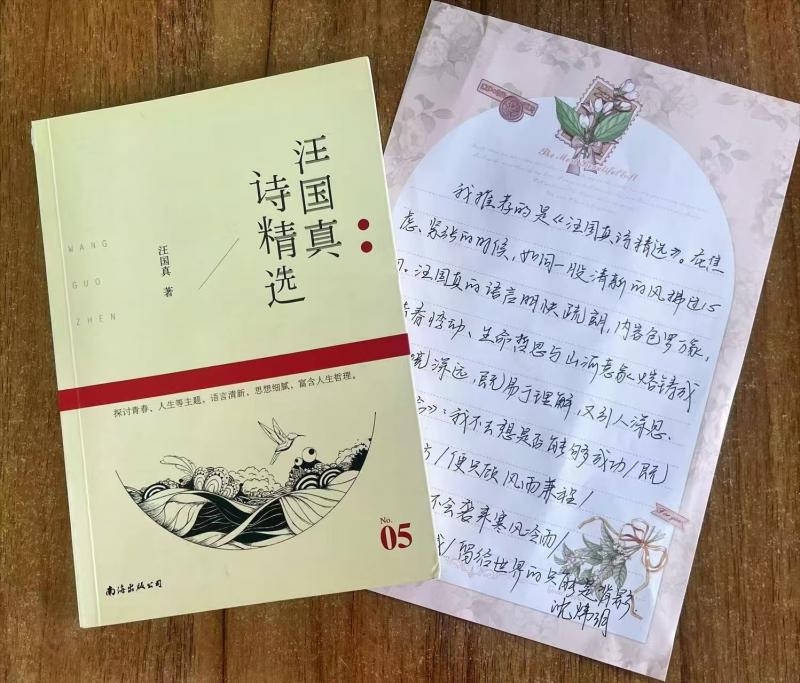 汪国真
诗精选
WANG
GUO
ZHEN
汪国真 著
探讨青春、人生等主题,语言清新,思想细腻,富含人生哲理。
No.
05
南海出版公司
我推荐的是《汪国真诗精选》。在焦
虑、紧张的时候,如同一股清新的风拂过心
汪国真的语言明快疏朗,内容包罗万象,
青春悸动、生命哲思与山河意象熔铸成
深远,既易于理解,又引人深思.
》:我不去想是否能够成功/既
方/便只顾风雨兼程/
不会袭来寒风冷雨/
/留给世界的只能是背影
沈炜